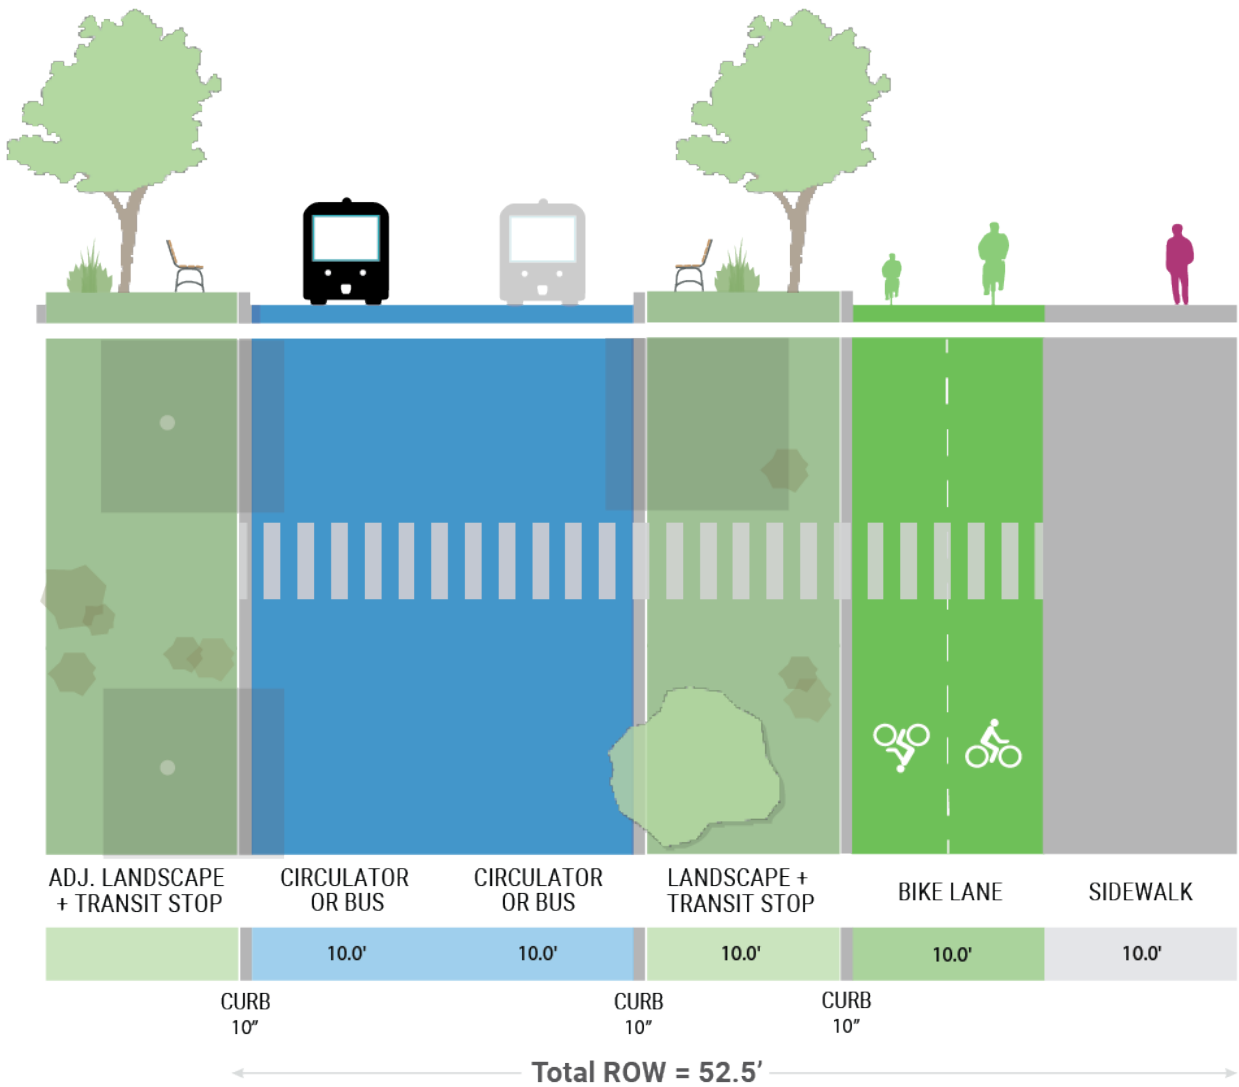 ADJ. LANDSCAPE
+ TRANSIT STOP
CIRCULATOR
OR BUS
CIRCULATOR
OR BUS
LANDSCAPE +
TRANSIT STOP
BIKE LANE
SIDEWALK
10.0'
10.0'
10.0'
10.0'
10.0'
CURB
10”
CURB
10”
CURB
10”
Total ROW = 52.5’